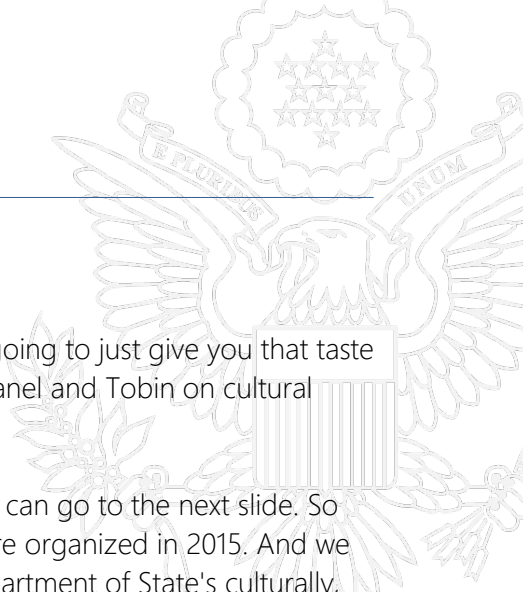 E PLURIBUS
UNUM
going to just give you that taste
anel and Tobin on cultural
can go to the next slide. So
re organized in 2015. And we
artment of State's culturally,